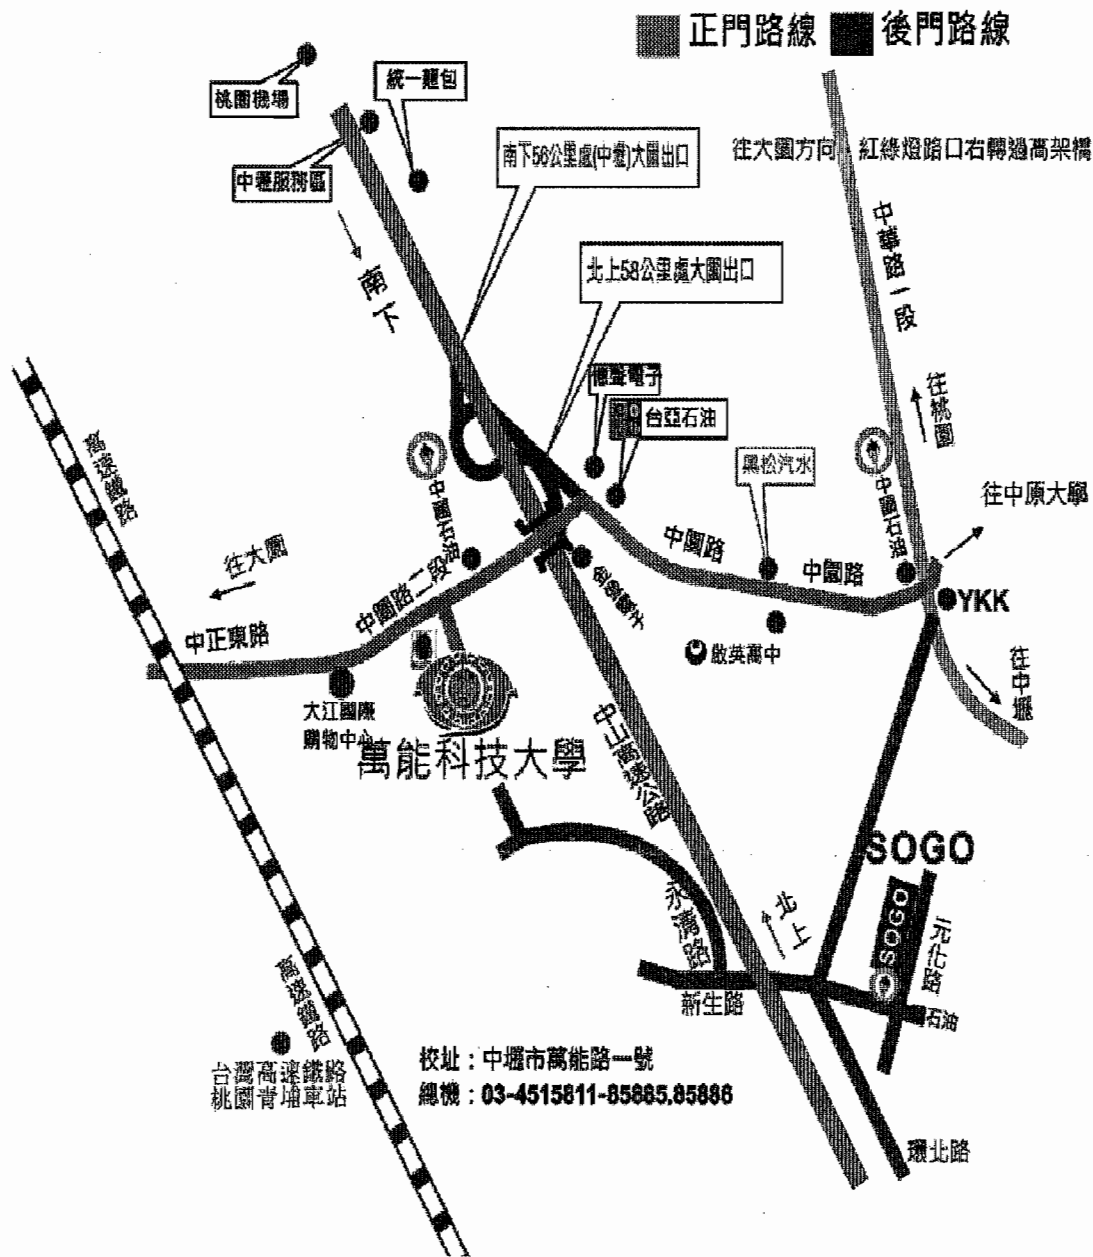 正門路線 後門路線
桃園機場
統一麵包
中壢服務區
南下56公里處(中壢)大園出口
往大園方向 紅綠燈路口右轉過高架橋
北上58公里處大園出口
南下
中華路一段
往桃園
德聲電子
台亞石油
黑松汽水
中國石油
中國石油
往中原大學
高速鐵路
往大園
中園路二段
中園路
中園路
YKK
中正東路
啟英高中
往中壢
大江國際
購物中心
萬能科技大學
中山高速公路
SOGO
SOGO
永清路
北上
元化路
新生路
石油
高速鐵路
台灣高速鐵路
桃園青埔車站
校址：中壢市萬能路一號
總機：03-4515811-85885.85886
環北路